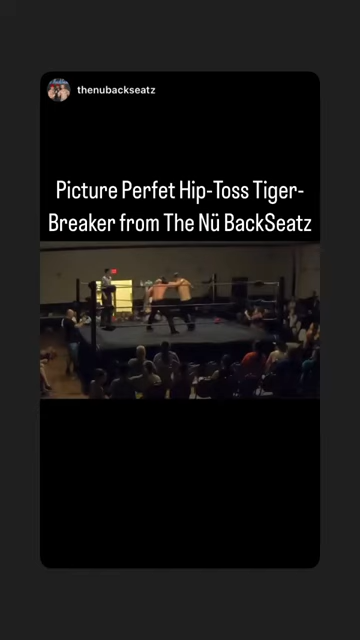 thenubackseatz
Picture Perfet Hip-Toss Tiger-
Breaker from The Nü BackSeatz